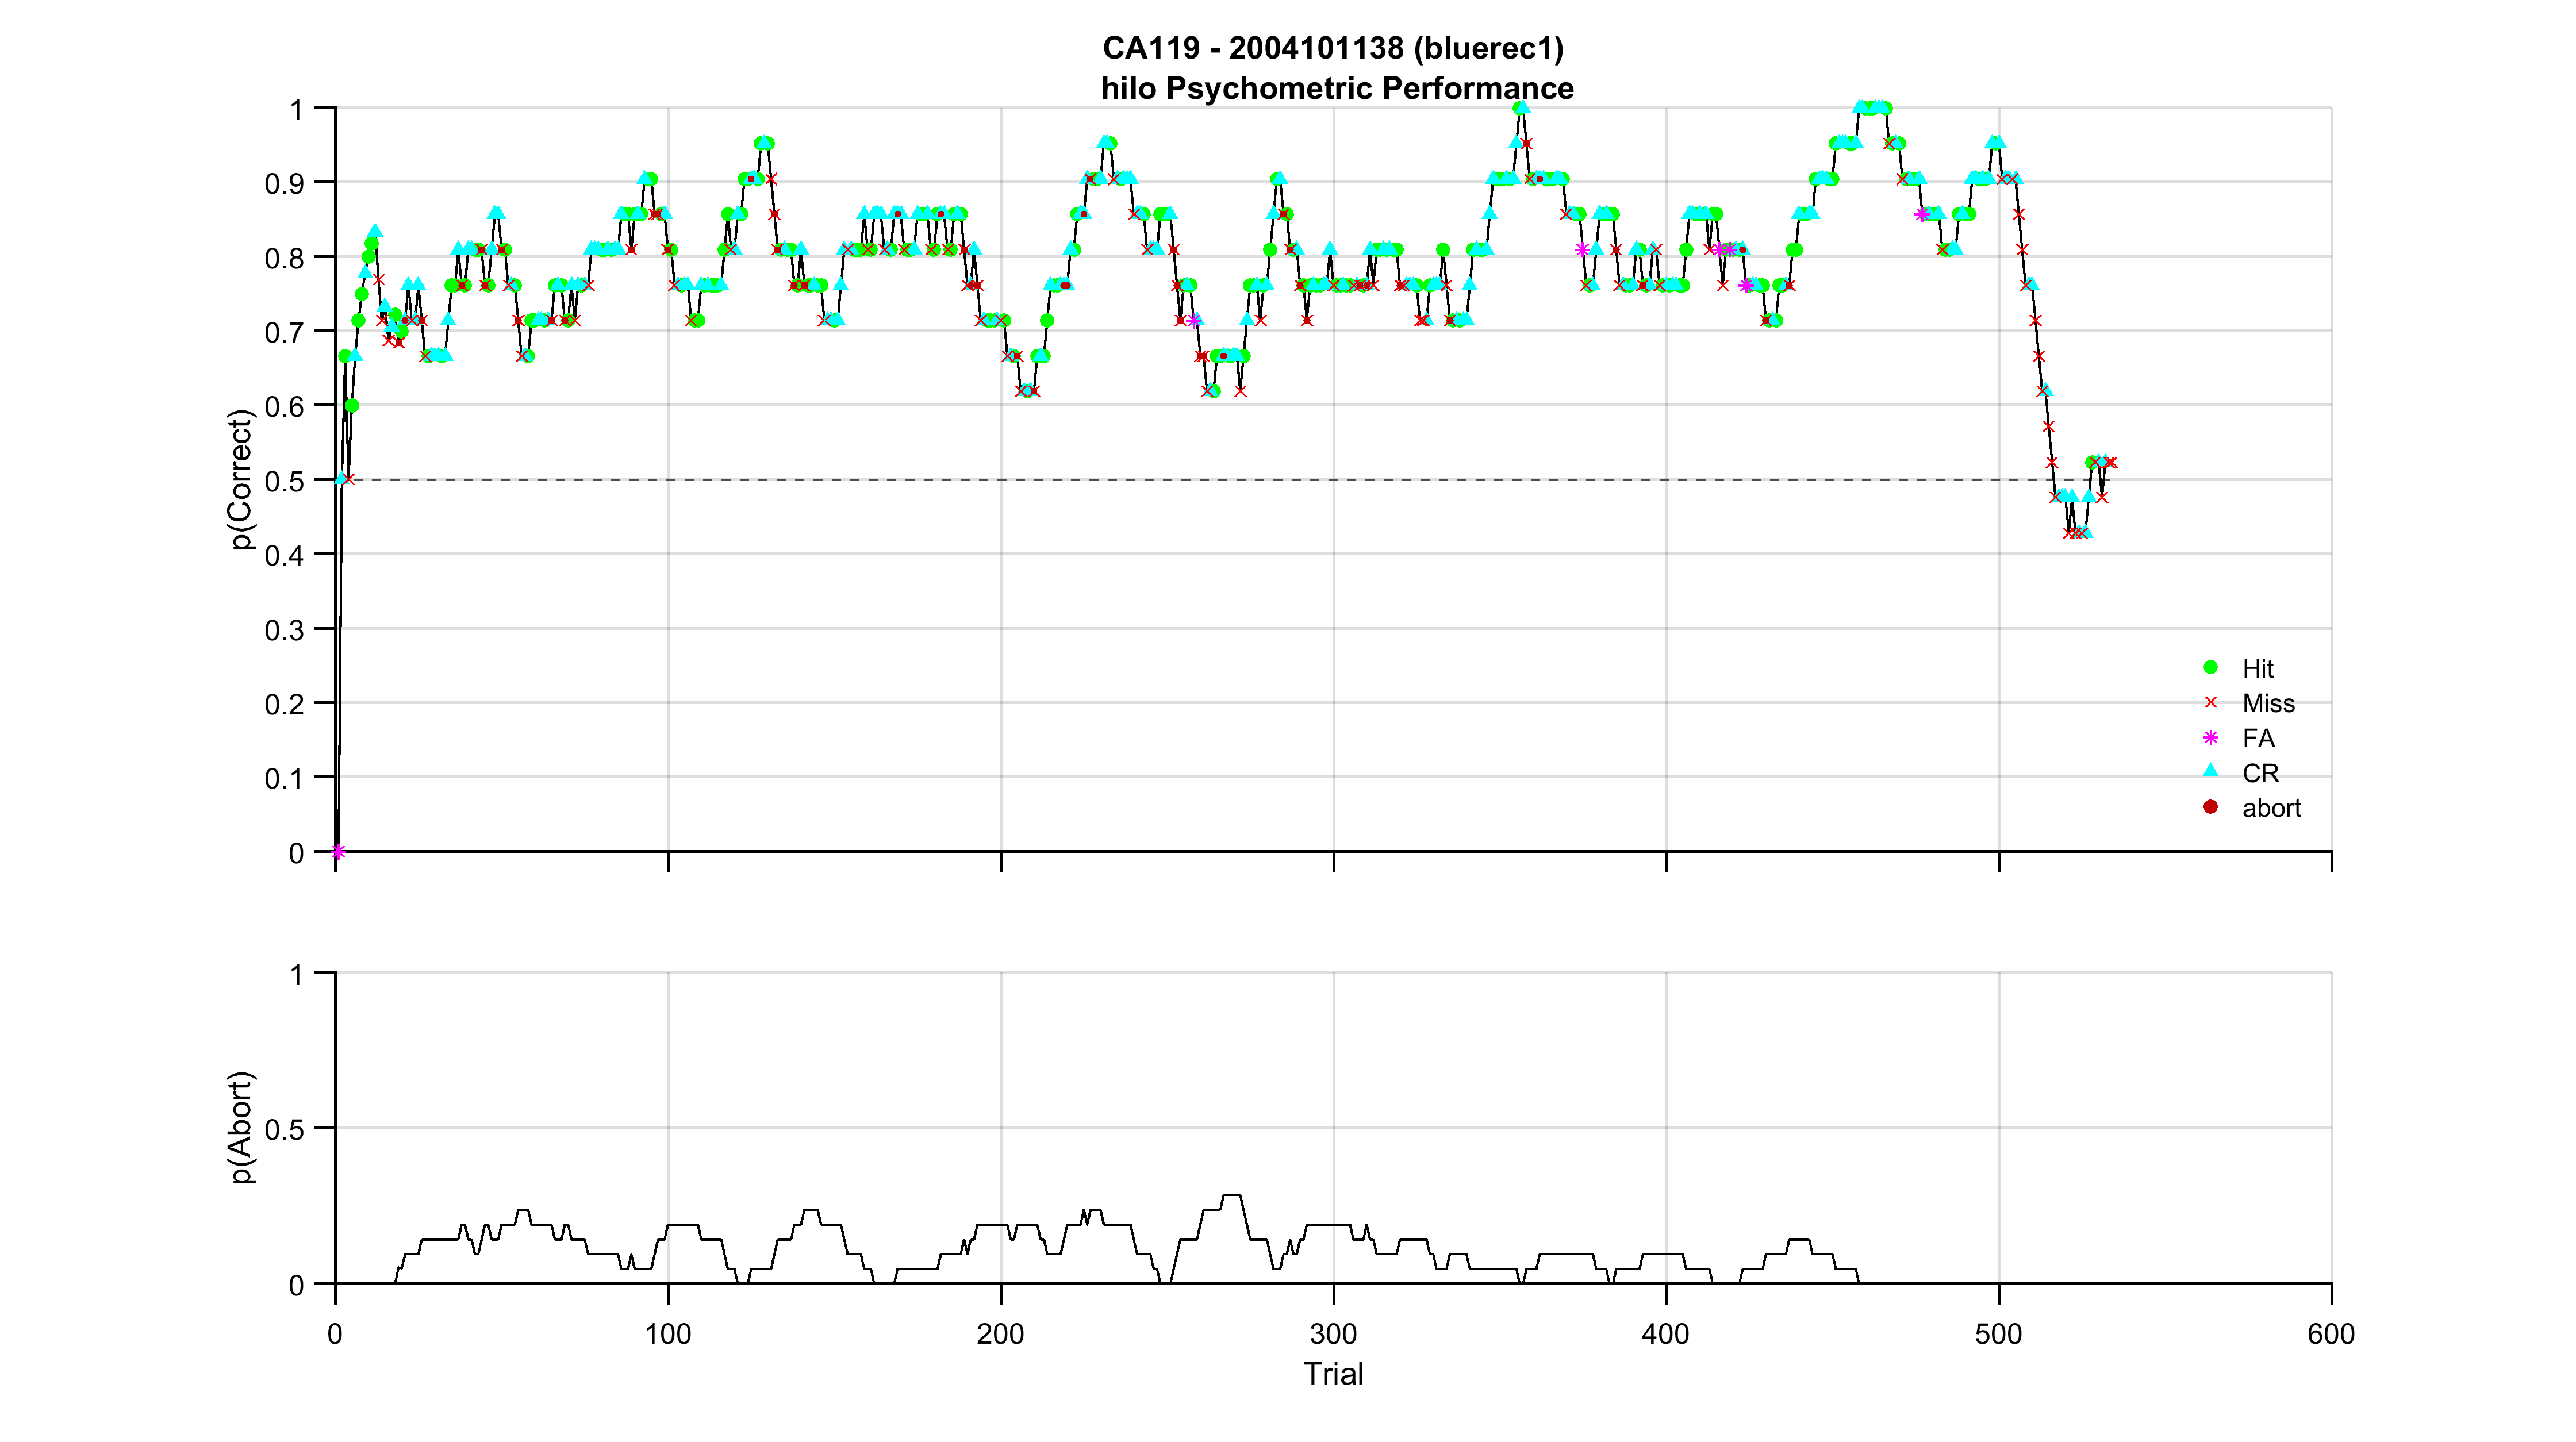 CA119 - 2004101138 (bluerec1)
hilo Psychometric Performance
p(Correct)
1
0.9
0.8
0.7
0.6
0.5
0.4
0.3
0.2
0.1
0
Hit
Miss
FA
CR
abort
p(Abort)
1
0.5
0
0 100 200 300 400 500 600
Trial